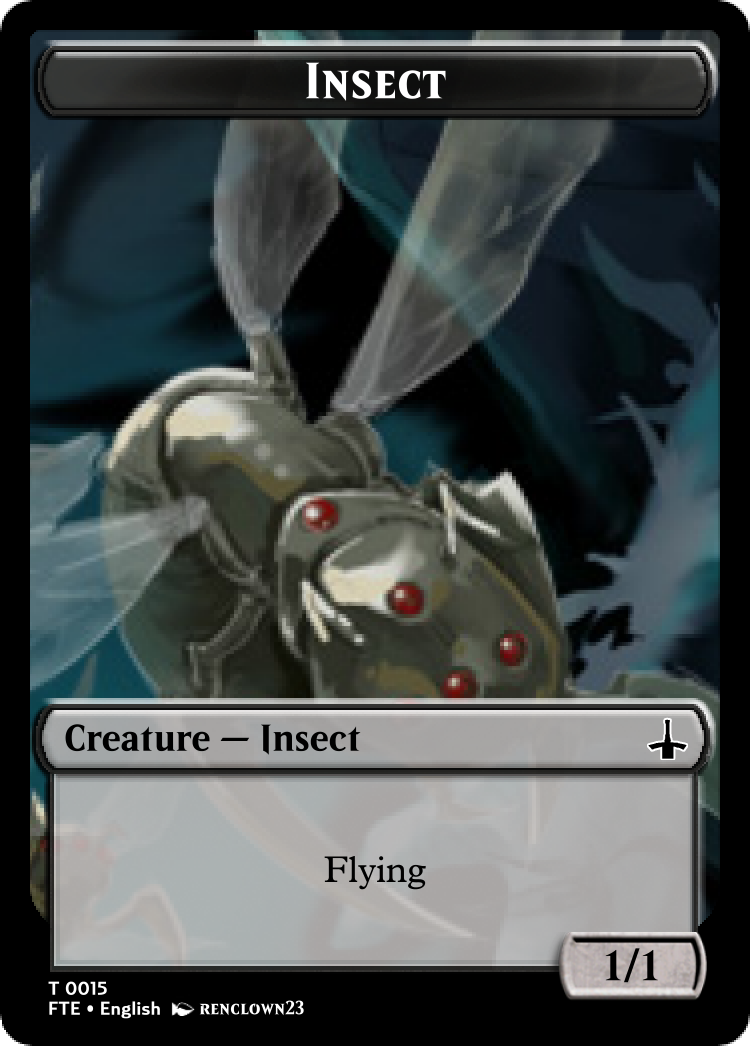 Insect
Creature — Insect
Flying
1/1
T 0015
FTE • English RENCLOWN23